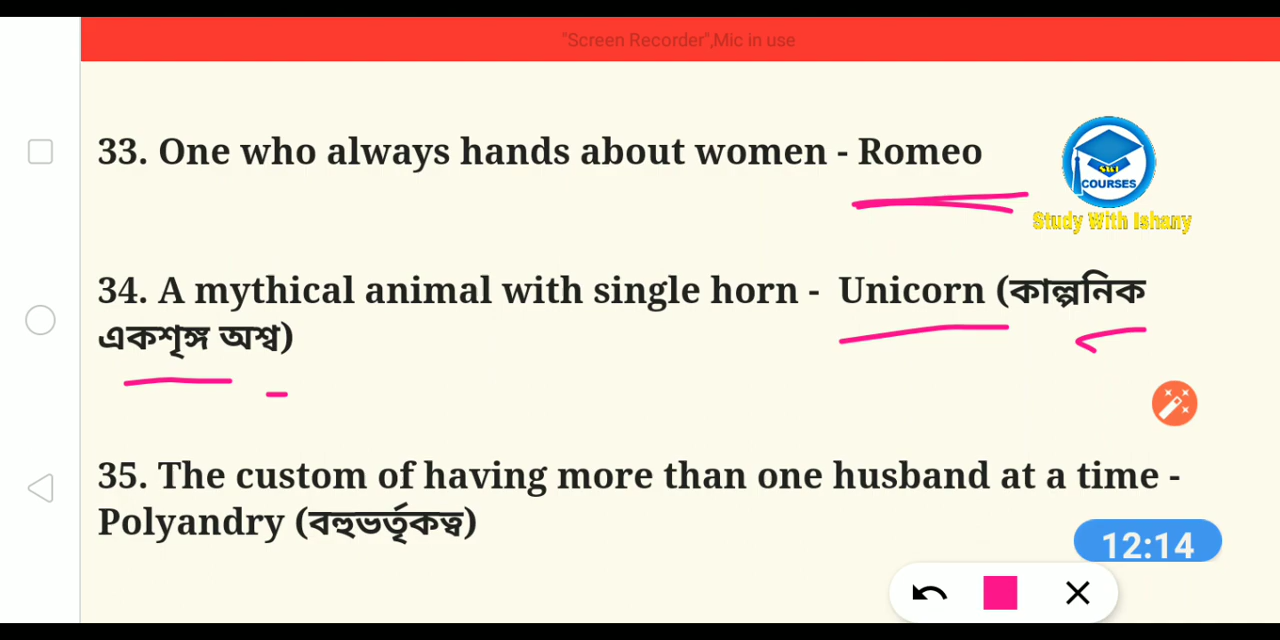 "Screen Recorder",Mic in use
33. One who always hands about women - Romeo
COURSES
Study With Ishany
34. A mythical animal with single horn - Unicorn (কাল্পনিক
একশৃঙ্গ অশ্ব)
35. The custom of having more than one husband at a time -
Polyandry (বহুভর্তৃকত্ব)
12:14